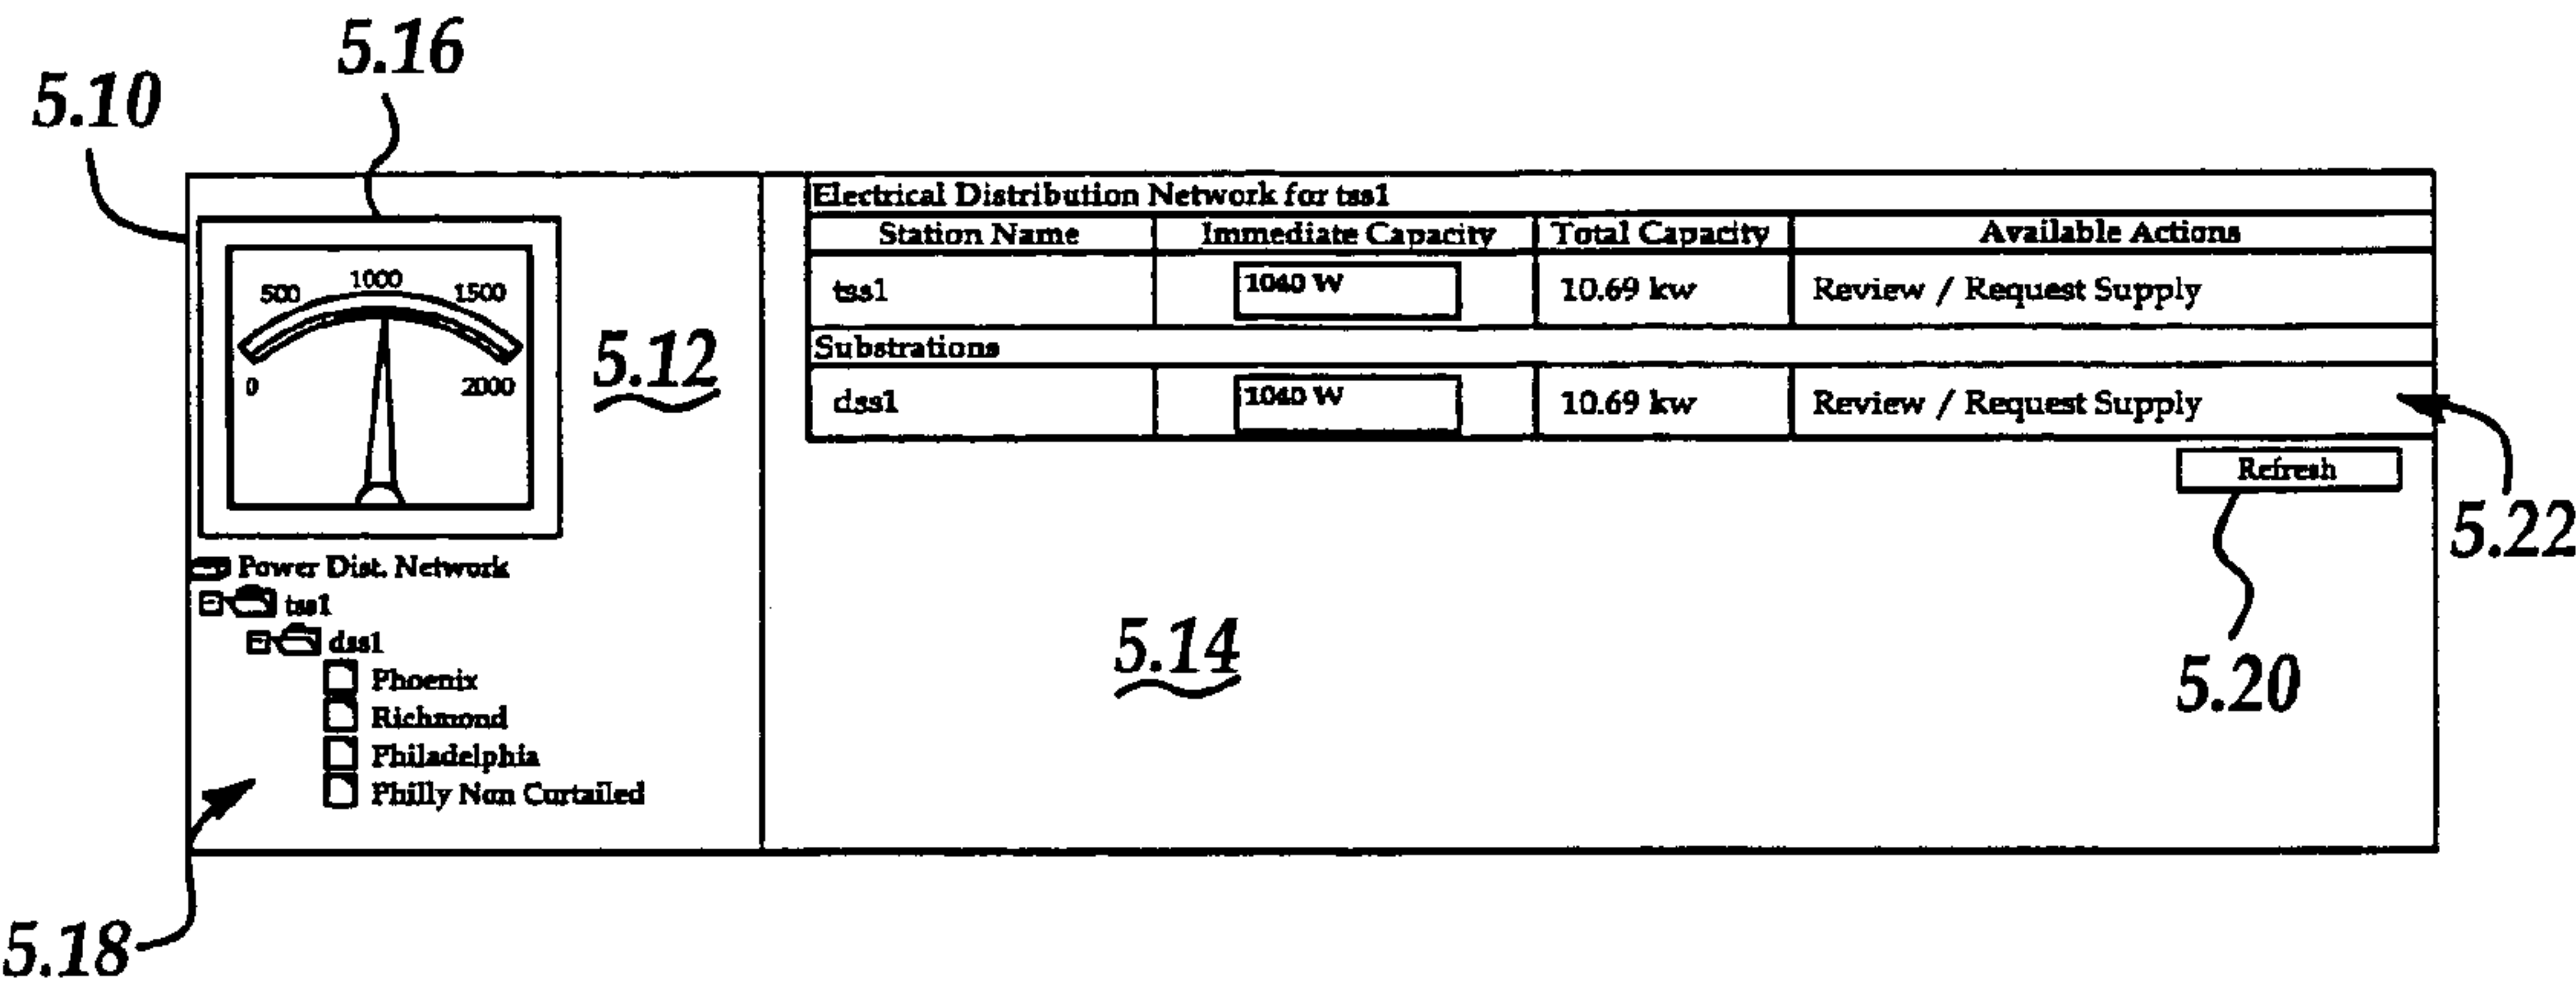 5.16
5.10
500 1000 1500
0 2000
5.12
Power Dist. Network
tss1
dss1
Phoenix
Richmond
Philadelphia
Philly Non Curtailed
5.18
Electrical Distribution Network for tss1
Station Name Immediate Capacity Total Capacity Available Actions
tss1 1040 W 10.69 kw Review / Request Supply
Substrations
dss1 1040 W 10.69 kw Review / Request Supply
Refresh
5.22
5.14
5.20